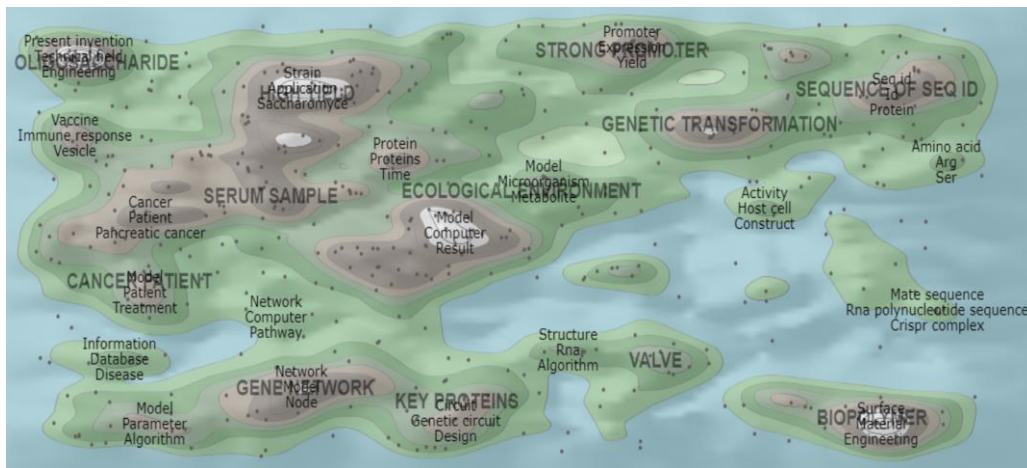 Present invention
Technical field
OLIGOSACCHARIDE
Engineering
Promoter
STRONG PROMOTER
Expression
Yield
Strain
Application
HIGH YIELD
Saccharomyce
Seq id
SEQUENCE OF SEQ ID
To
Protein
Vaccine
Immune response
Vesicle
GENETIC TRANSFORMATION
Protein
Proteins
Time
Amino acid
Arg
Ser
Model
Microorganism
ECOLOGICAL ENVIRONMENT
Metabolite
SERUM SAMPLE
Activity
Host cell
Construct
Cancer
Patient
Pancreatic cancer
Model
Computer
Result
CANCER PATIENT
Model
Patient
Treatment
Network
Computer
Pathway
Mate sequence
Rna polynucleotide sequence
Crispr complex
Information
Database
Disease
Structure
Rna
Algorithm
VALVE
Network
GENE NETWORK
Model
Node
KEY PROTEINS
Circuit
Genetic circuit
Design
Model
Parameter
Algorithm
Surface
BIOPOLYMER
Material
Engineering